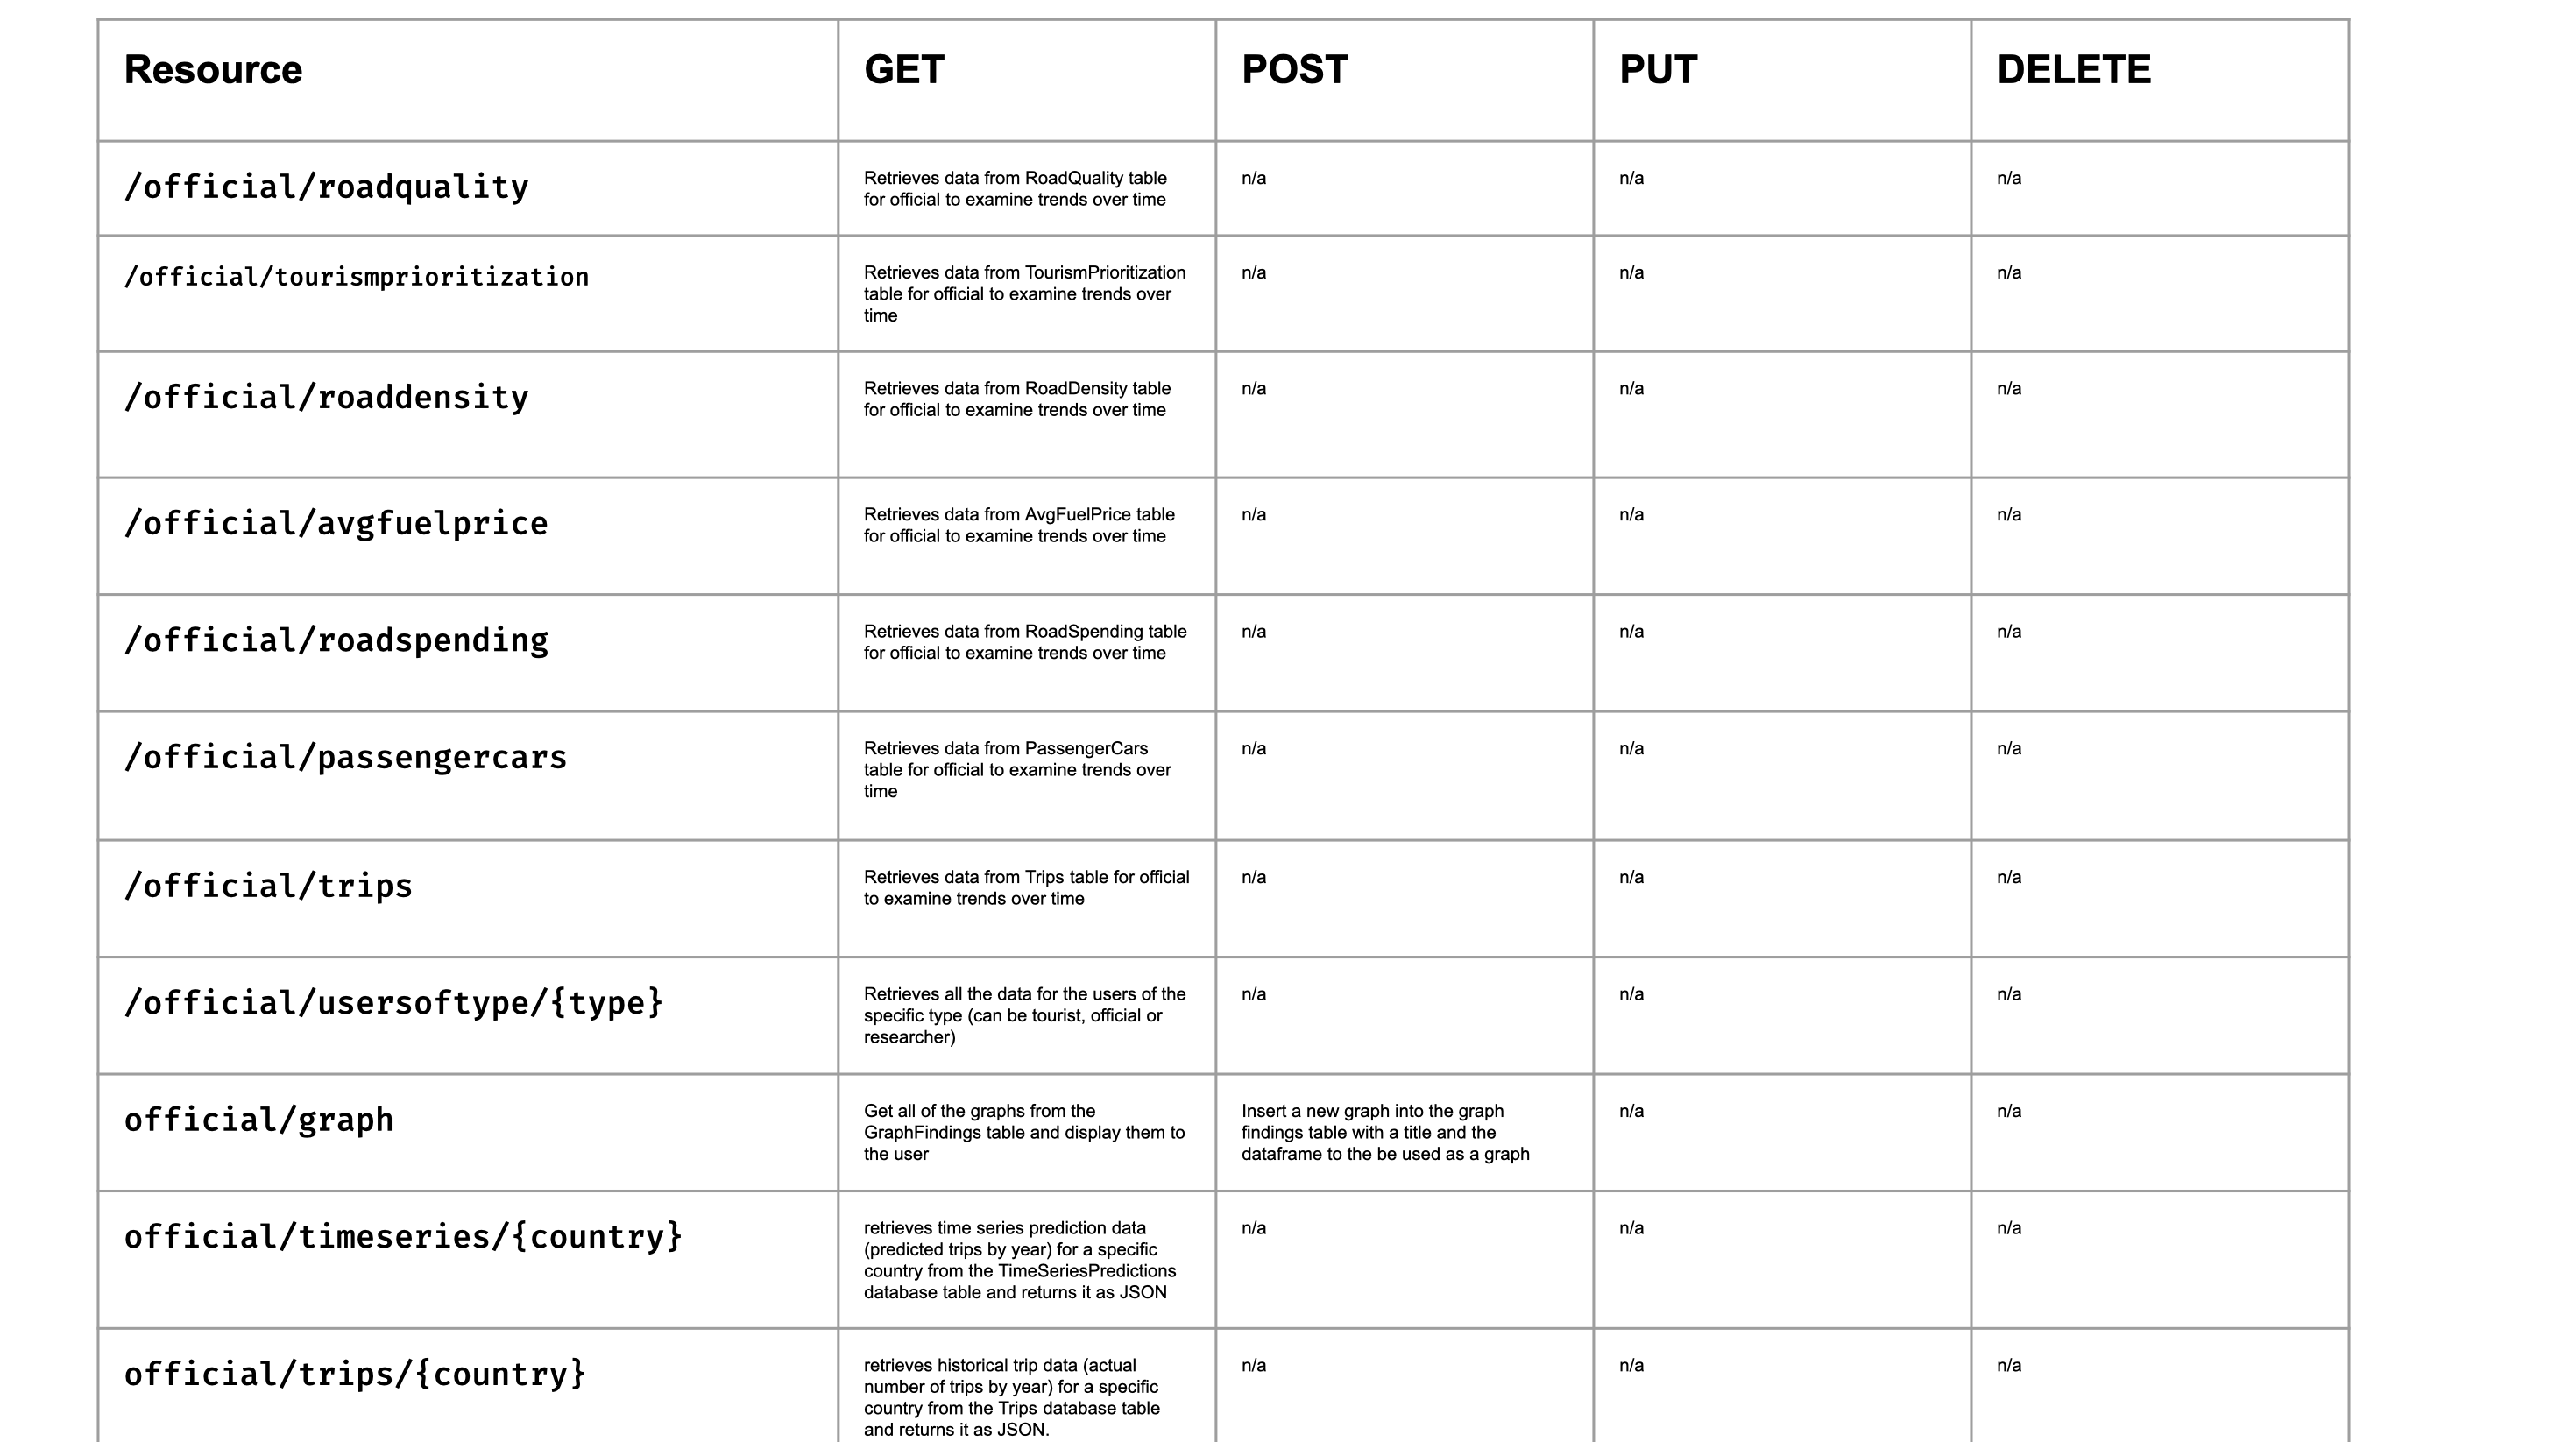 Resource GET POST PUT DELETE
/official/roadquality
Retrieves data from RoadQuality table
for official to examine trends over time
n/a
n/a
n/a
/official/tourismprioritization
Retrieves data from TourismPrioritization
table for official to examine trends over
time
n/a
n/a
n/a
/official/roaddensity
Retrieves data from RoadDensity table
for official to examine trends over time
n/a
n/a
n/a
/official/avgfuelprice
Retrieves data from AvgFuelPrice table
for official to examine trends over time
n/a
n/a
n/a
/official/roadspending
Retrieves data from RoadSpending table
for official to examine trends over time
n/a
n/a
n/a
/official/passengercars
Retrieves data from PassengerCars
table for official to examine trends over
time
n/a
n/a
n/a
/official/trips
Retrieves data from Trips table for official
to examine trends over time
n/a
n/a
n/a
/official/usersoftype/{type}
Retrieves all the data for the users of the
specific type (can be tourist, official or
researcher)
n/a
n/a
n/a
official/graph
Get all of the graphs from the
GraphFindings table and display them to
the user
Insert a new graph into the graph
findings table with a title and the
dataframe to the be used as a graph
n/a
n/a
official/timeseries/{country}
retrieves time series prediction data
(predicted trips by year) for a specific
country from the TimeSeriesPredictions
database table and returns it as JSON
n/a
n/a
n/a
official/trips/{country}
retrieves historical trip data (actual
number of trips by year) for a specific
country from the Trips database table
and returns it as JSON.
n/a
n/a
n/a